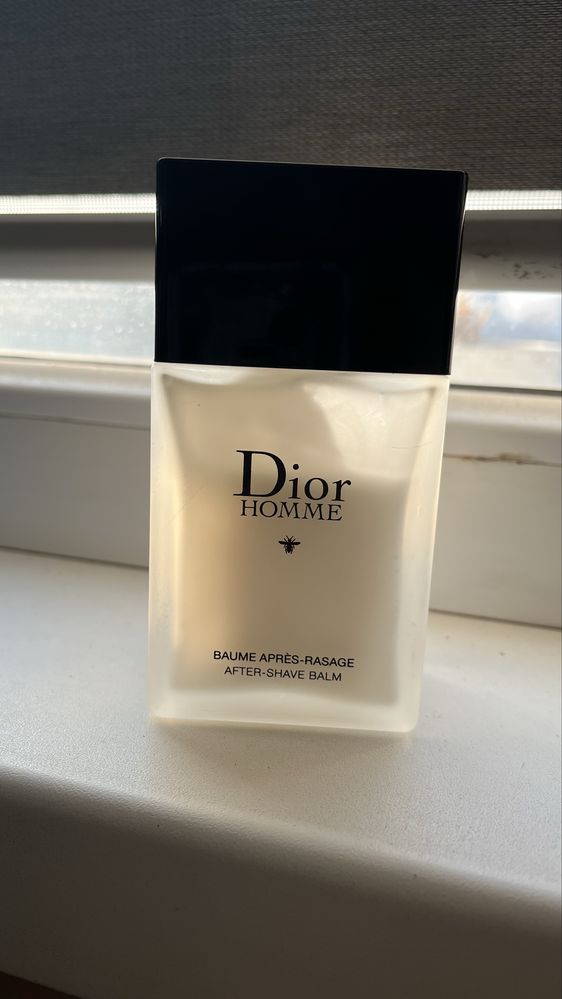 Dior
HOMME
BAUME APRÈS-RASAGE
AFTER-SHAVE BALM